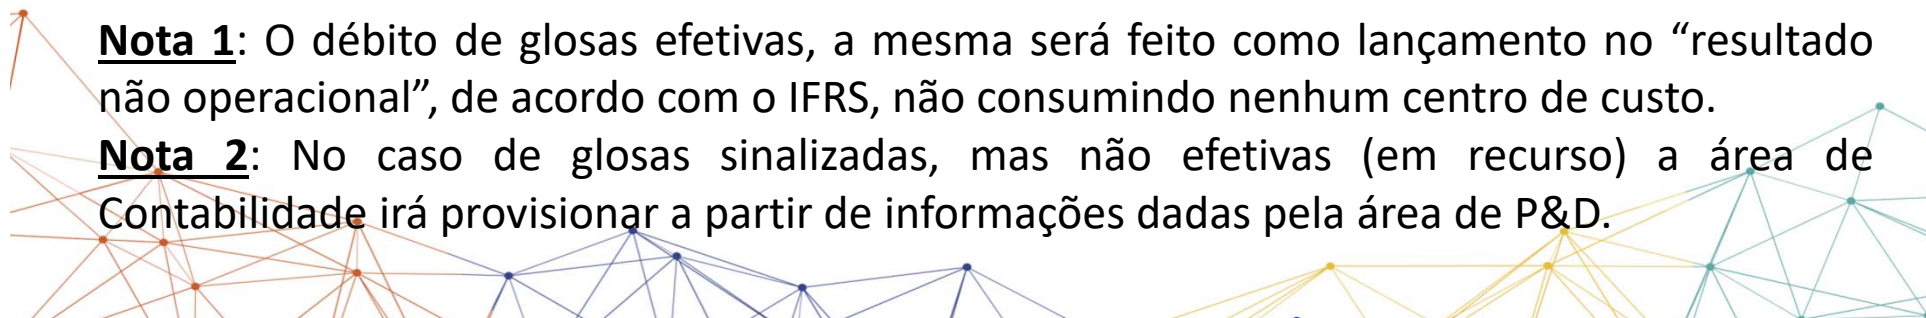 Nota 1: O débito de glosas efetivas, a mesma será feito como lançamento no “resultado
não operacional”, de acordo com o IFRS, não consumindo nenhum centro de custo.
Nota 2: No caso de glosas sinalizadas, mas não efetivas (em recurso) a área de
Contabilidade irá provisionar a partir de informações dadas pela área de P&D.